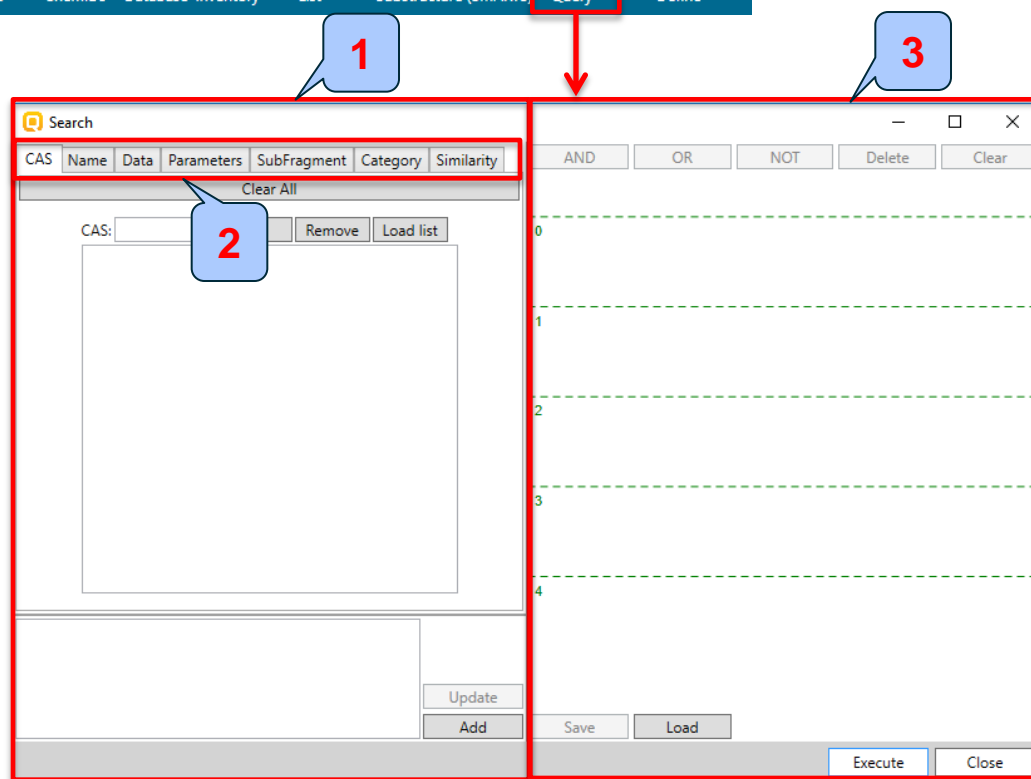 List
Query
1
3
Search
CAS Name Data Parameters SubFragment Category Similarity
AND OR NOT Delete Clear
Clear All
CAS: Remove Load list
2
0
1
2
3
4
Update
Add
Save Load
Execute Close